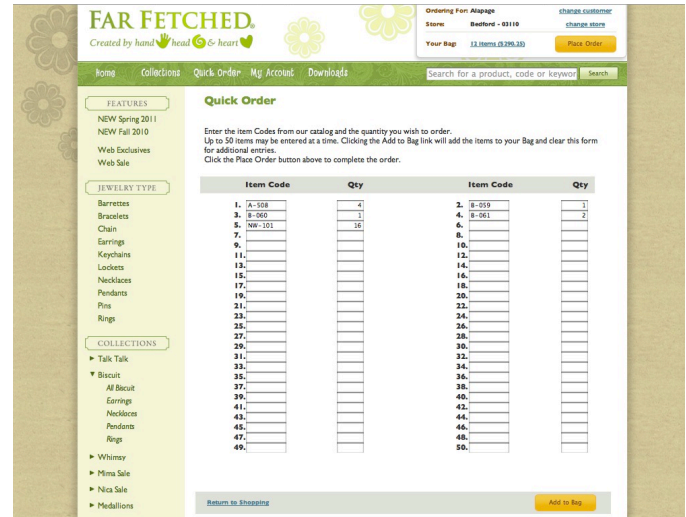 FAR FETCHED.
Created by hand head & heart
Ordering For: Alapage change customer
Store: Bedford - 03110 change store
Your Bag: 12 Items ($290.25) Place Order
Home Collections Quick Order My Account Downloads
Search for a product, code or keywor Search
FEATURES
NEW Spring 2011
NEW Fall 2010
Web Exclusives
Web Sale
JEWELRY TYPE
Barrettes
Bracelets
Chain
Earrings
Keychains
Lockets
Necklaces
Pendants
Pins
Rings
COLLECTIONS
Talk Talk
Biscuit
All Biscuit
Earrings
Necklaces
Pendants
Rings
Whimsy
Mima Sale
Nica Sale
Medallions
Quick Order
Enter the item Codes from our catalog and the quantity you wish to order.
Up to 50 items may be entered at a time. Clicking the Add to Bag link will add the items to your Bag and clear this form
for additional entries.
Click the Place Order button above to complete the order.
Item Code Qty Item Code Qty
1. A-508 4 2. B-059 1
3. B-060 1 4. B-061 2
5. NW-101 16 6.
7. 8.
9. 10.
11. 12.
13. 14.
15. 16.
17. 18.
19. 20.
21. 22.
23. 24.
25. 26.
27. 28.
29. 30.
31. 32.
33. 34.
35. 36.
37. 38.
39. 40.
41. 42.
43. 44.
45. 46.
47. 48.
49. 50.
Return to Shopping Add to Bag